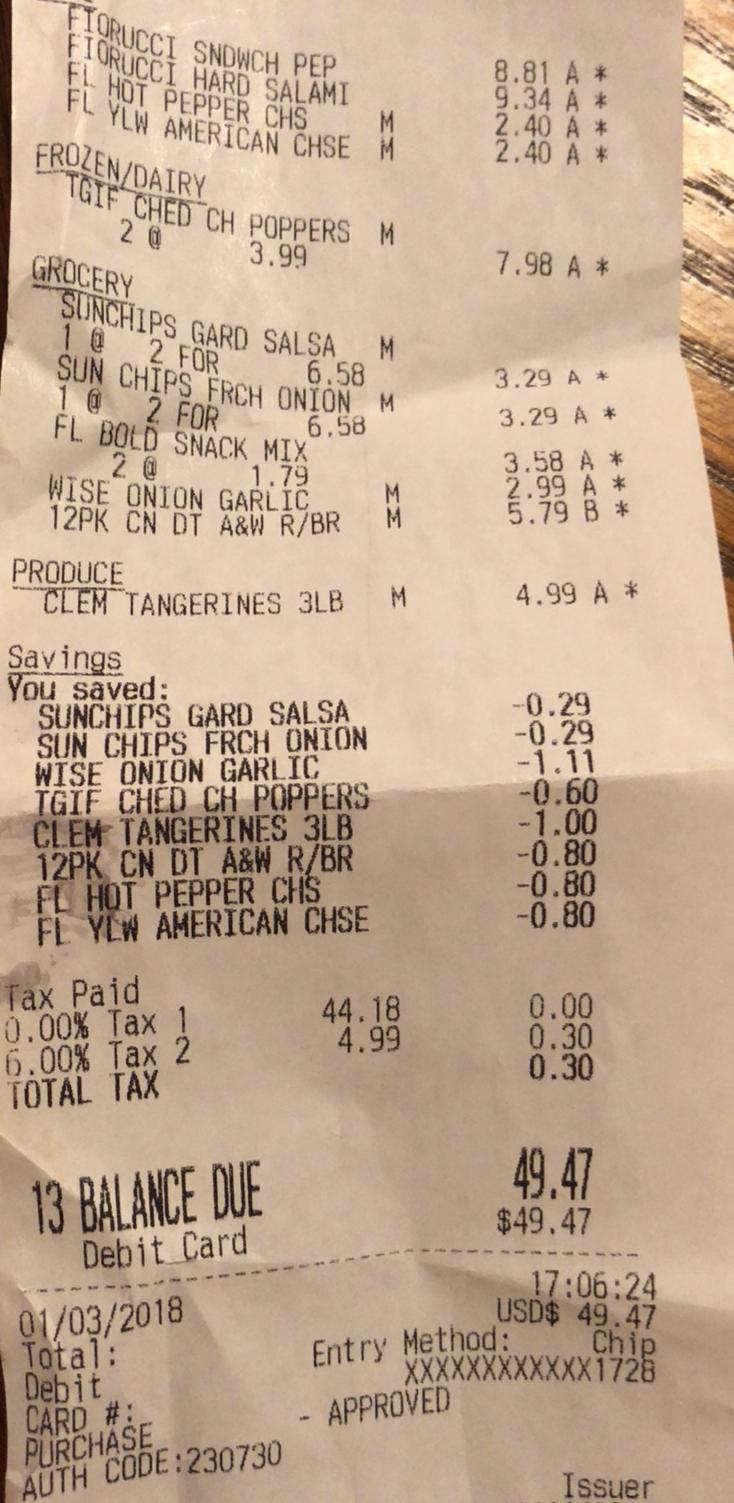 FIORUCCI SNDWCH PEP 8.81 A *
FIORUCCI HARD SALAMI 9.34 A *
FL HOT PEPPER CHS M 2.40 A *
FL YLW AMERICAN CHSE M 2.40 A *
FROZEN/DAIRY
TGIF CHED CH POPPERS M
2 @ 3.99 7.98 A *
GROCERY
SUNCHIPS GARD SALSA M
1 @ 2 FOR 6.58 3.29 A *
SUN CHIPS FRCH ONION M
1 @ 2 FOR 6.58 3.29 A *
FL BOLD SNACK MIX
2 @ 1.79 3.58 A *
WISE ONION GARLIC M 2.99 A *
12PK CN DT A&W R/BR M 5.79 B *
PRODUCE
CLEM TANGERINES 3LB M 4.99 A *
Savings
You saved:
SUNCHIPS GARD SALSA -0.29
SUN CHIPS FRCH ONION -0.29
WISE ONION GARLIC -1.11
TGIF CHED CH POPPERS -0.60
CLEM TANGERINES 3LB -1.00
12PK CN DT A&W R/BR -0.80
FL HOT PEPPER CHS -0.80
FL YLW AMERICAN CHSE -0.80
Tax Paid
0.00% Tax 1 44.18 0.00
6.00% Tax 2 4.99 0.30
TOTAL TAX 0.30
13 BALANCE DUE 49.47
Debit Card $49.47
01/03/2018 17:06:24
Total: USD$ 49.47
Debit Entry Method: Chip
CARD #: XXXXXXXXXXXX1728
PURCHASE - APPROVED
AUTH CODE:230730
Issuer